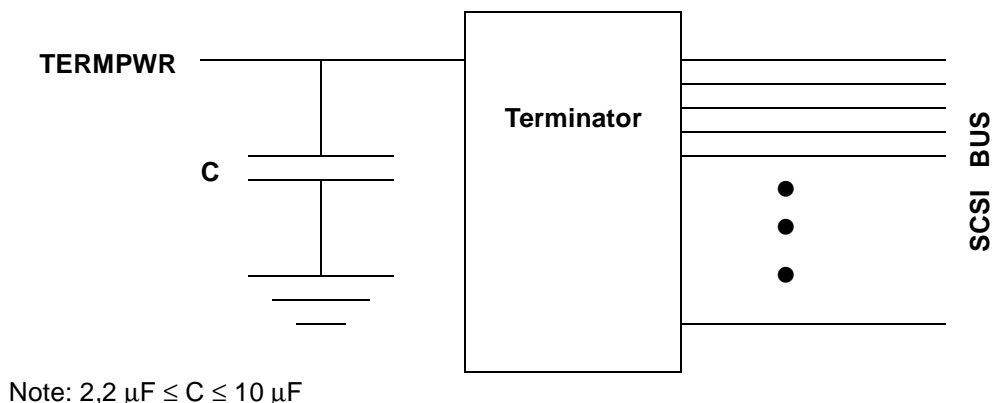 TERMPWR
Terminator
C
SCSI BUS
Note: 2,2 μF ≤ C ≤ 10 μF